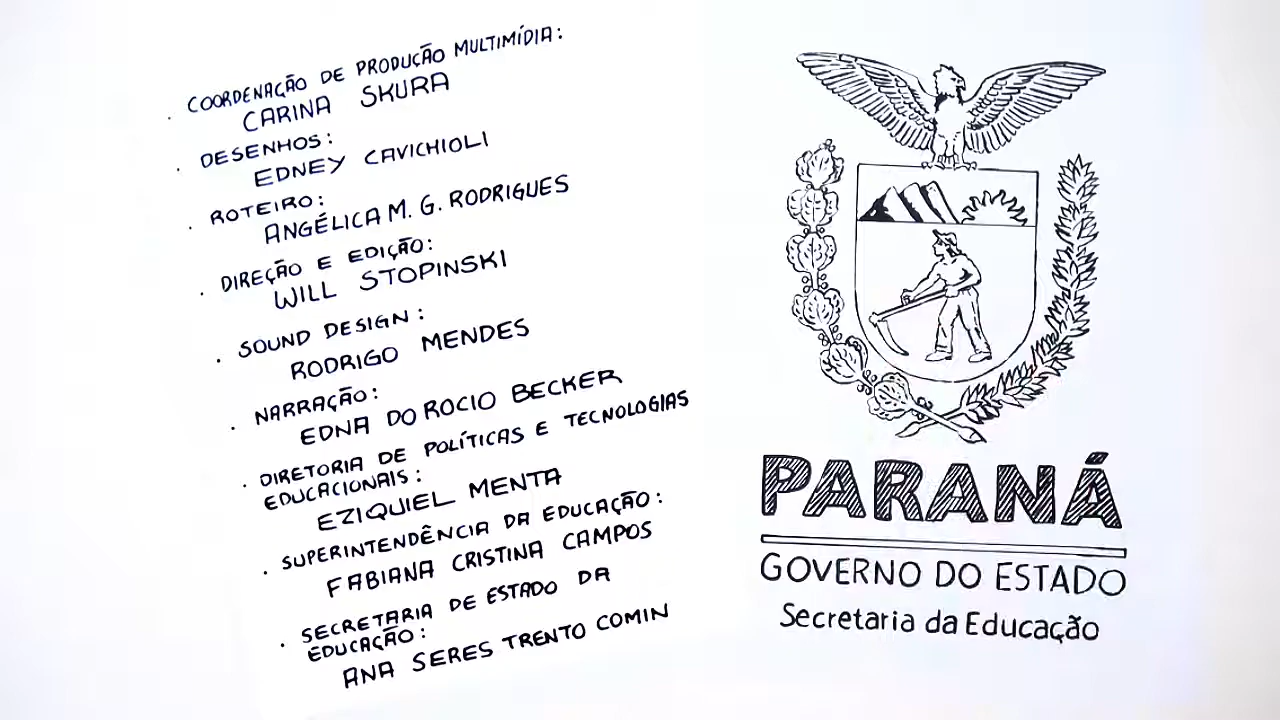 COORDENAÇÃO DE PRODUÇÃO MULTIMÍDIA:
CARINA SKURA
DESENHOS:
EDNEY CAVICHIOLI
ROTEIRO:
ANGÉLICA M. G. RODRIGUES
DIREÇÃO E EDIÇÃO:
WILL STOPINSKI
SOUND DESIGN:
RODRIGO MENDES
NARRAÇÃO:
EDNA DO ROCIO BECKER
DIRETORIA DE POLÍTICAS E TECNOLOGIAS
EDUCACIONAIS:
EZIQUIEL MENTA
SUPERINTENDÊNCIA DA EDUCAÇÃO:
FABIANA CRISTINA CAMPOS
SECRETARIA DE ESTADO DA
EDUCAÇÃO:
ANA SERES TRENTO COMIN
PARANÁ
GOVERNO DO ESTADO
Secretaria da Educação